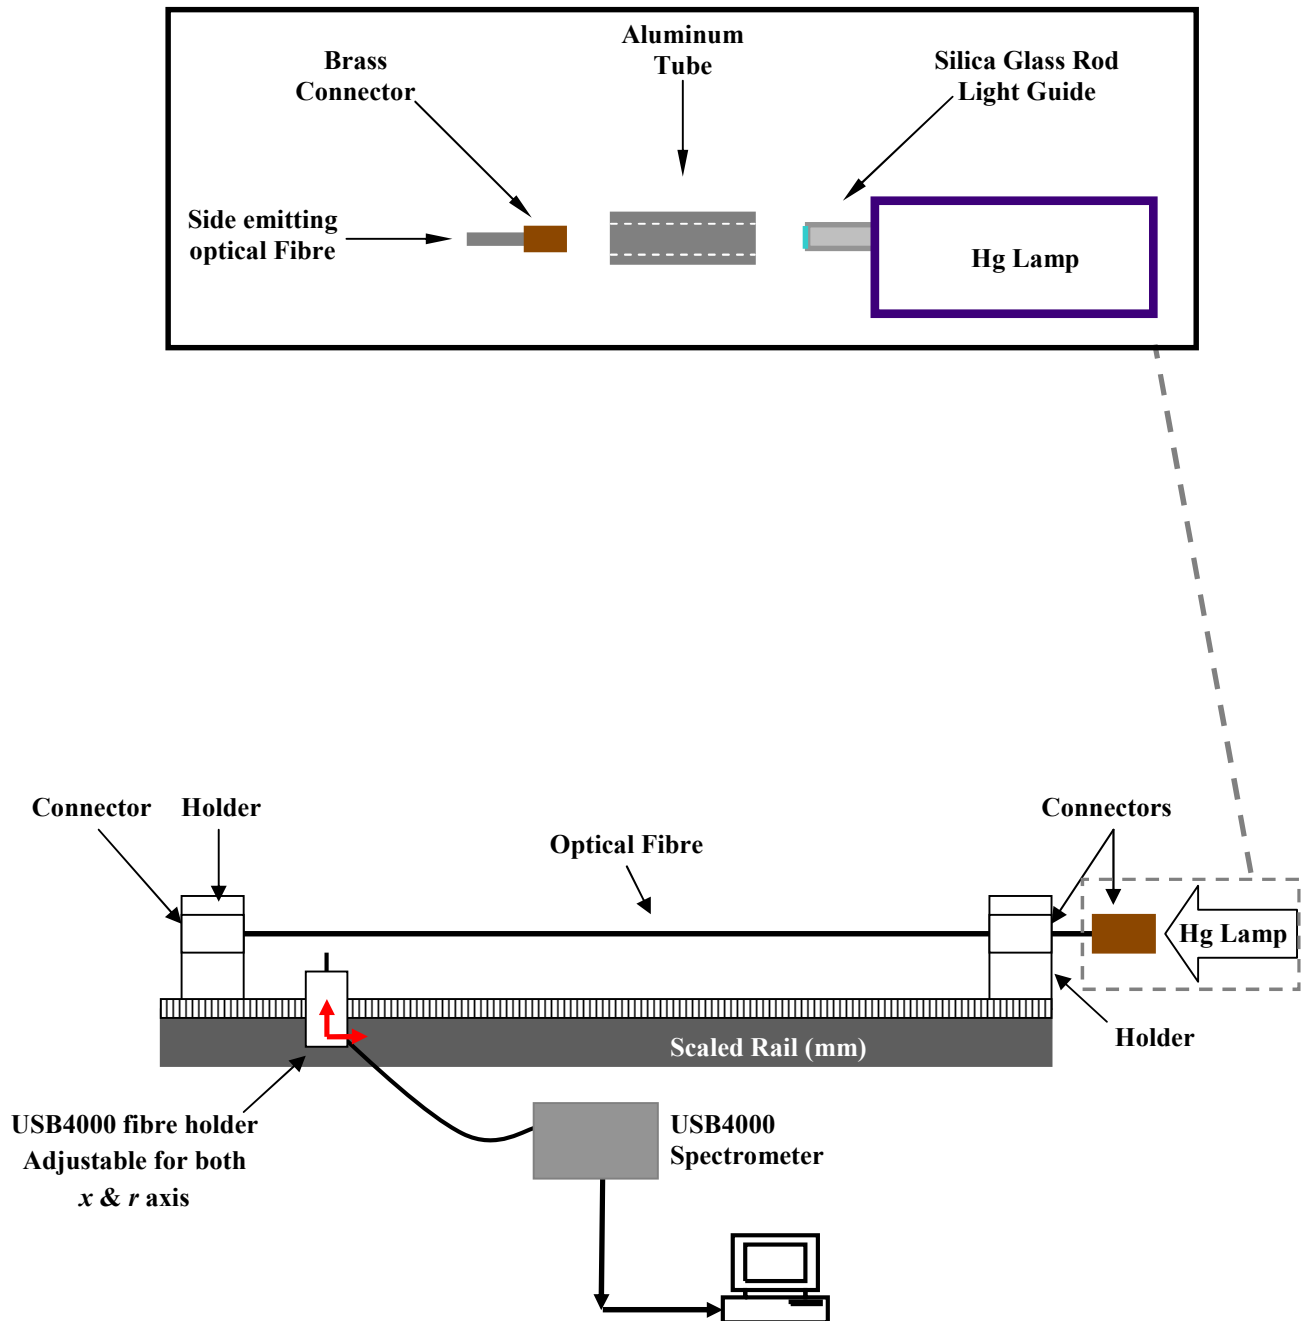 Aluminum
Tube
Brass
Connector
Silica Glass Rod
Light Guide
Side emitting
optical Fibre
Hg Lamp
Connector
Holder
Optical Fibre
Connectors
Hg Lamp
Holder
Scaled Rail (mm)
USB4000 fibre holder
Adjustable for both
x & r axis
USB4000
Spectrometer